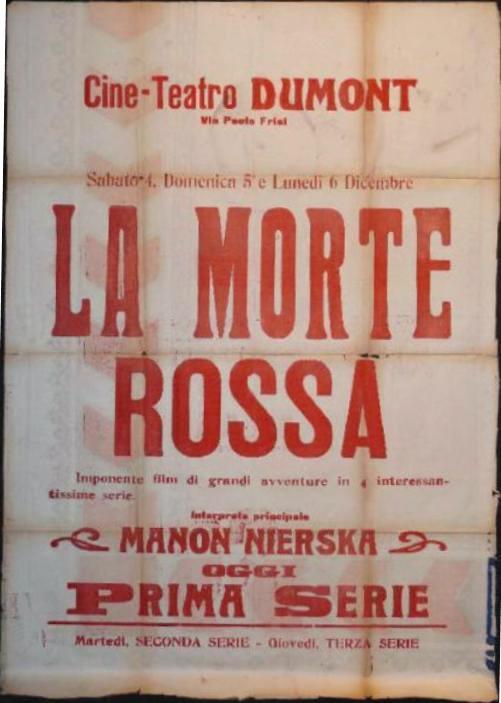 Cine-Teatro DUMONT
Via Paolo Frisi
Sabato 4, Domenica 5 e Lunedì 6 Dicembre
LA MORTE
ROSSA
Imponente film di grandi avventure in 4 interessan-
tissime serie.
Interprete principale
MANON NIERSKA
OGGI
PRIMA SERIE
Martedì, SECONDA SERIE - Giovedì, TERZA SERIE